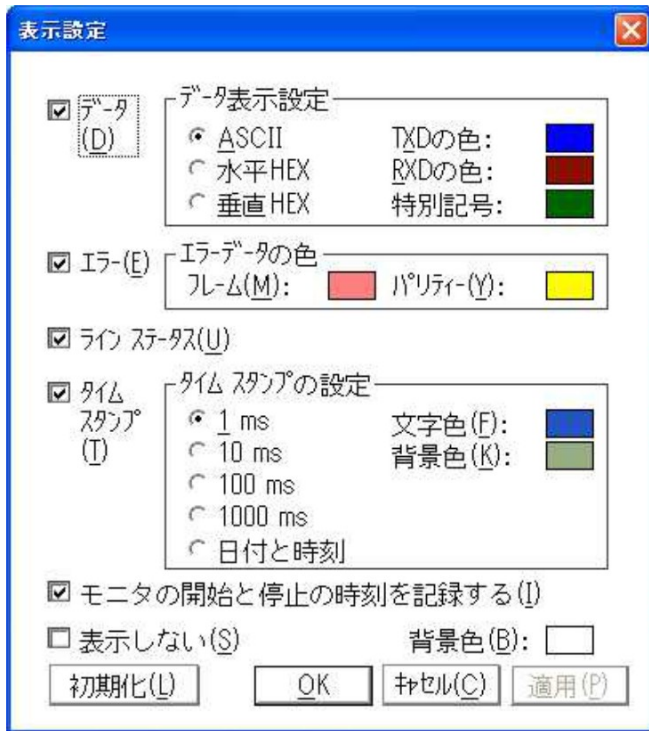 表示設定
ﾃﾞｰﾀ
(D)
ﾃﾞｰﾀ表示設定
ASCII
TXDの色:
水平HEX
RXDの色:
垂直HEX
特別記号:
ｴﾗｰ(E)
ｴﾗｰﾃﾞｰﾀの色
ﾌﾚｰﾑ(M):
ﾊﾟﾘﾃｨｰ(Y):
ﾗｲﾝ ｽﾃｰﾀｽ(U)
ﾀｲﾑ
ｽﾀﾝﾌﾟ
(T)
ﾀｲﾑ ｽﾀﾝﾌﾟの設定
1 ms
文字色(F):
10 ms
背景色(K):
100 ms
1000 ms
日付と時刻
モニタの開始と停止の時刻を記録する(I)
表示しない(S)
背景色(B):
初期化(L)
OK
ｷｬｾﾙ(C)
適用(P)